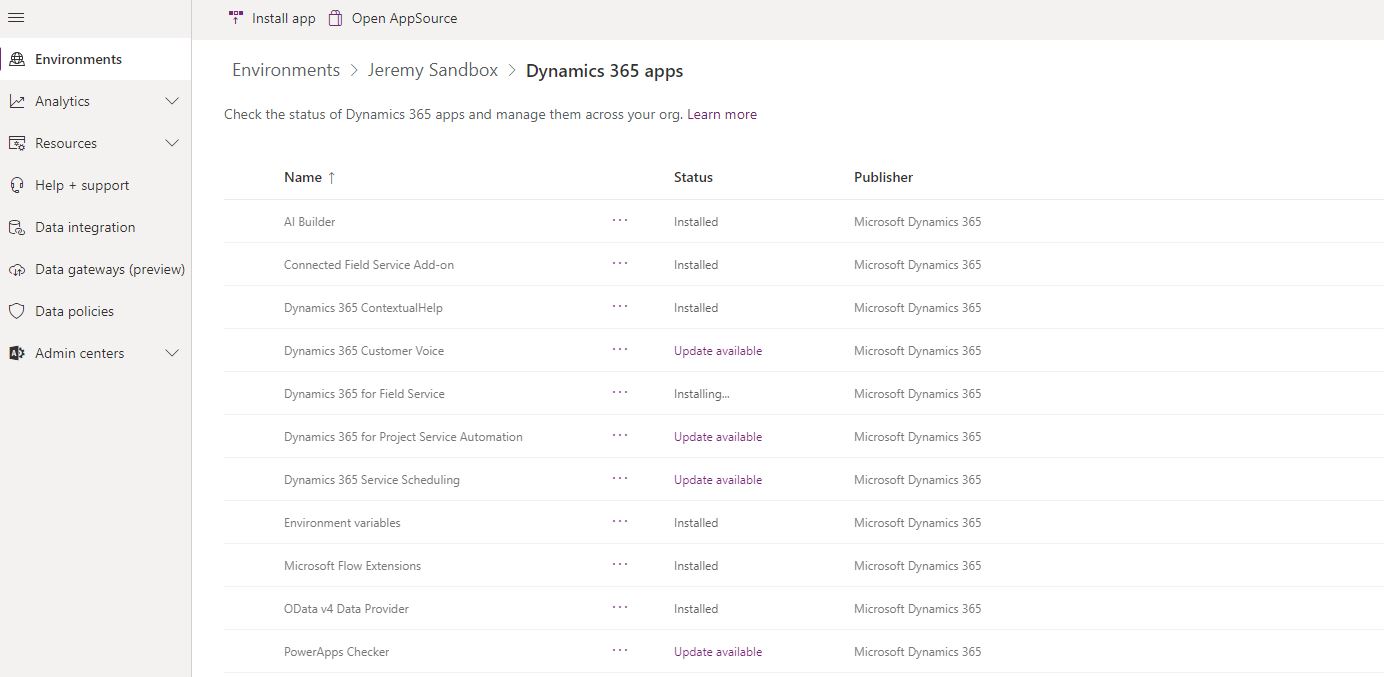 Install app Open AppSource
Environments
Analytics
Resources
Help + support
Data integration
Data gateways (preview)
Data policies
Admin centers
Environments > Jeremy Sandbox > Dynamics 365 apps
Check the status of Dynamics 365 apps and manage them across your org. Learn more
Name ↑ Status Publisher
AI Builder ... Installed Microsoft Dynamics 365
Connected Field Service Add-on ... Installed Microsoft Dynamics 365
Dynamics 365 ContextualHelp ... Installed Microsoft Dynamics 365
Dynamics 365 Customer Voice ... Update available Microsoft Dynamics 365
Dynamics 365 for Field Service ... Installing... Microsoft Dynamics 365
Dynamics 365 for Project Service Automation ... Update available Microsoft Dynamics 365
Dynamics 365 Service Scheduling ... Update available Microsoft Dynamics 365
Environment variables ... Installed Microsoft Dynamics 365
Microsoft Flow Extensions ... Installed Microsoft Dynamics 365
OData v4 Data Provider ... Installed Microsoft Dynamics 365
PowerApps Checker ... Update available Microsoft Dynamics 365